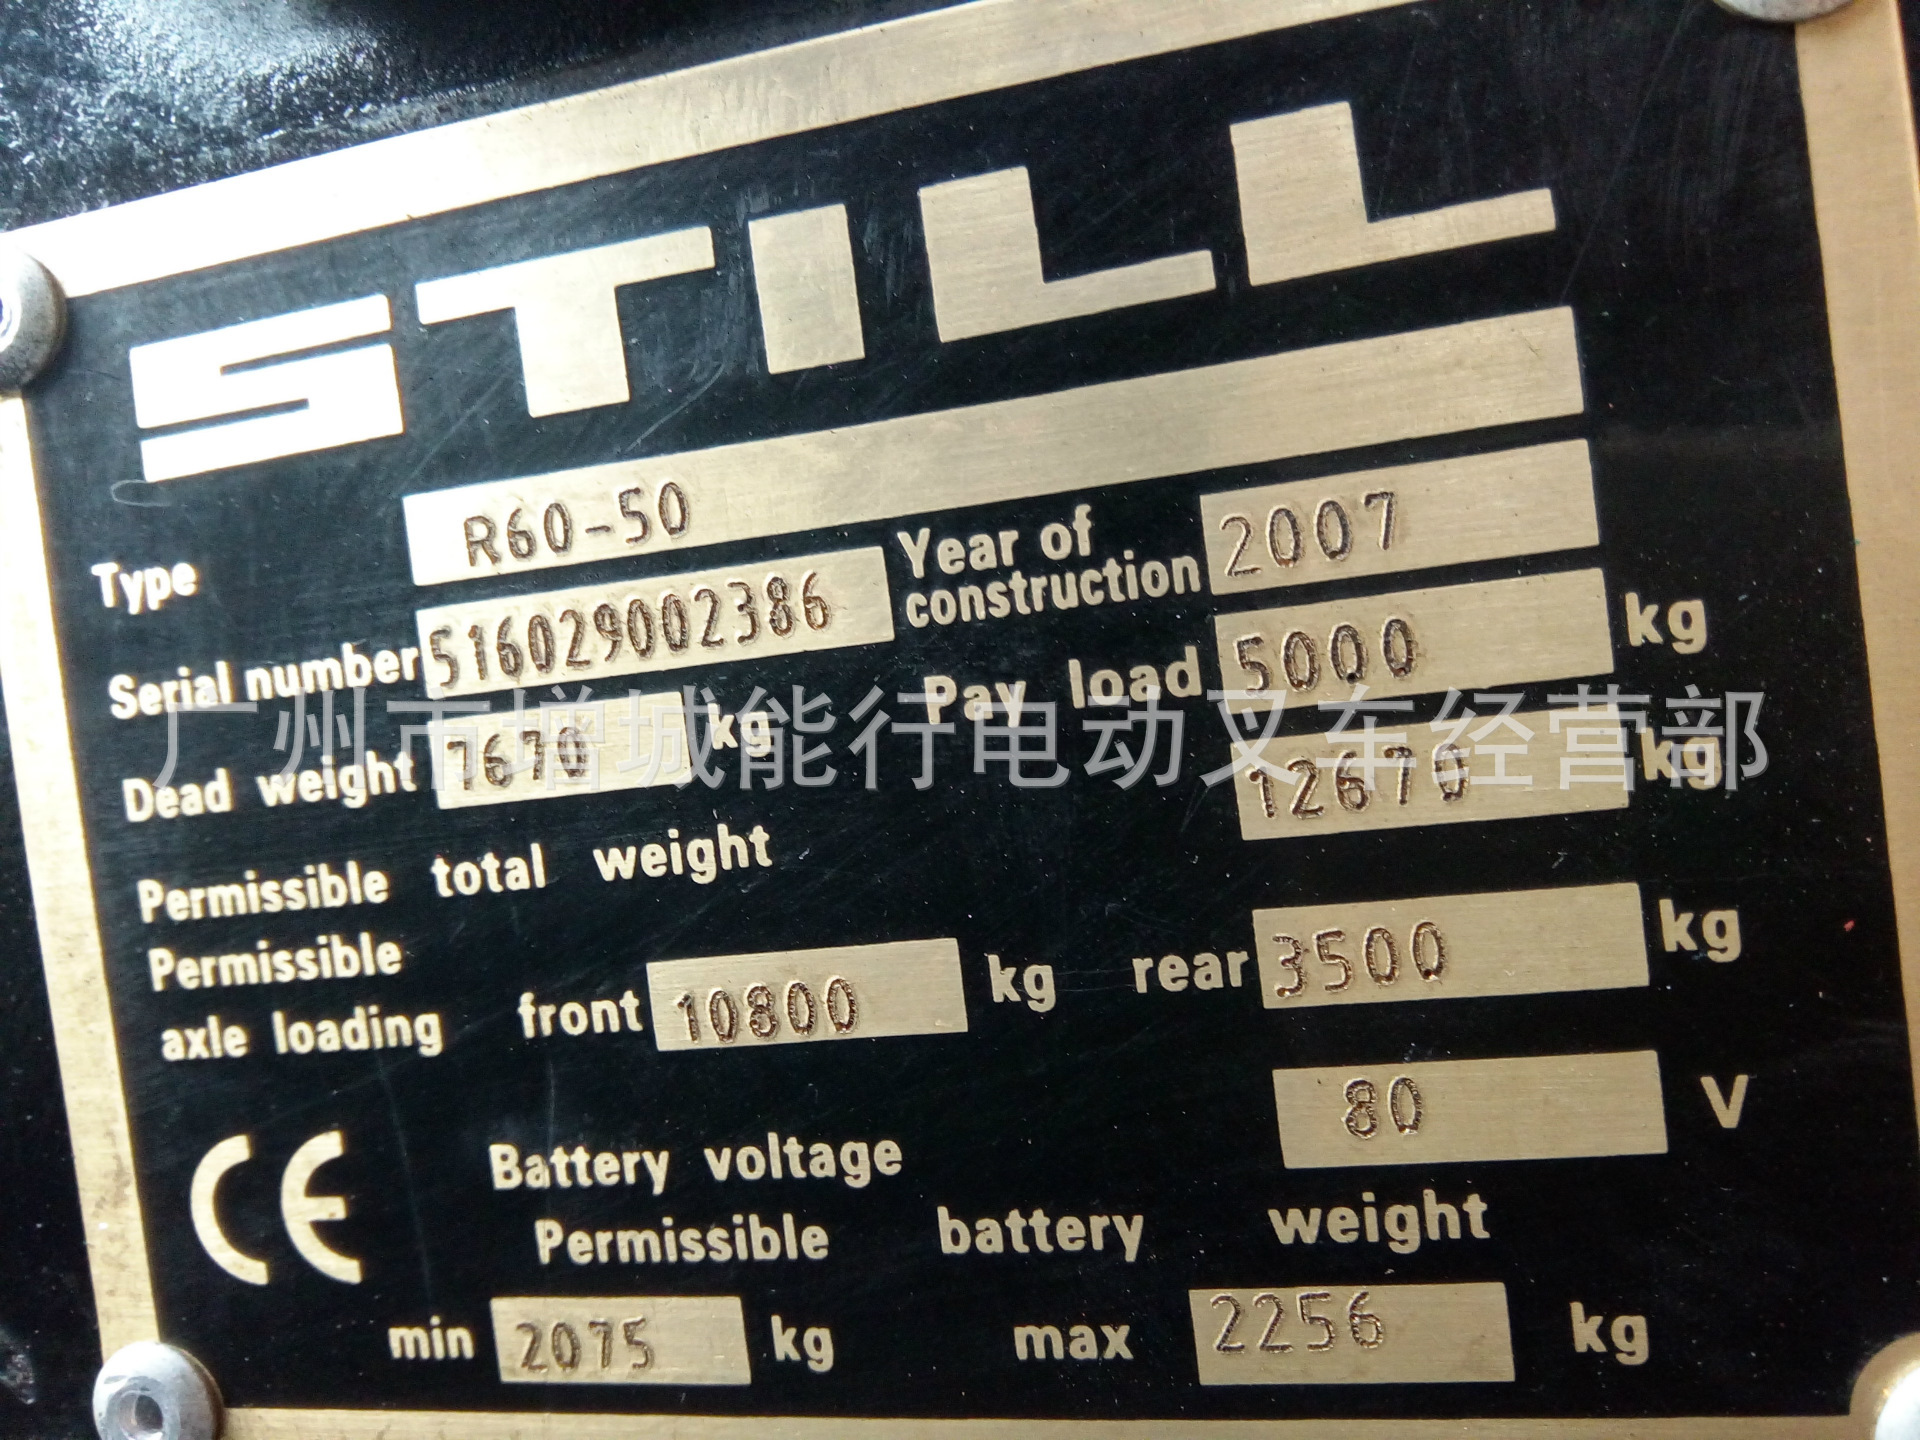 STILL
Type R60-50
Serial number 516029002386 Year of construction 2007
Dead weight 7670 kg Pay load 5000 kg
Permissible total weight 12670 kg
Permissible axle loading front 10800 kg rear 3500 kg
CE
Battery voltage 80 V
Permissible battery weight
min 2075 kg max 2256 kg
广州市增城能行电动叉车经营部